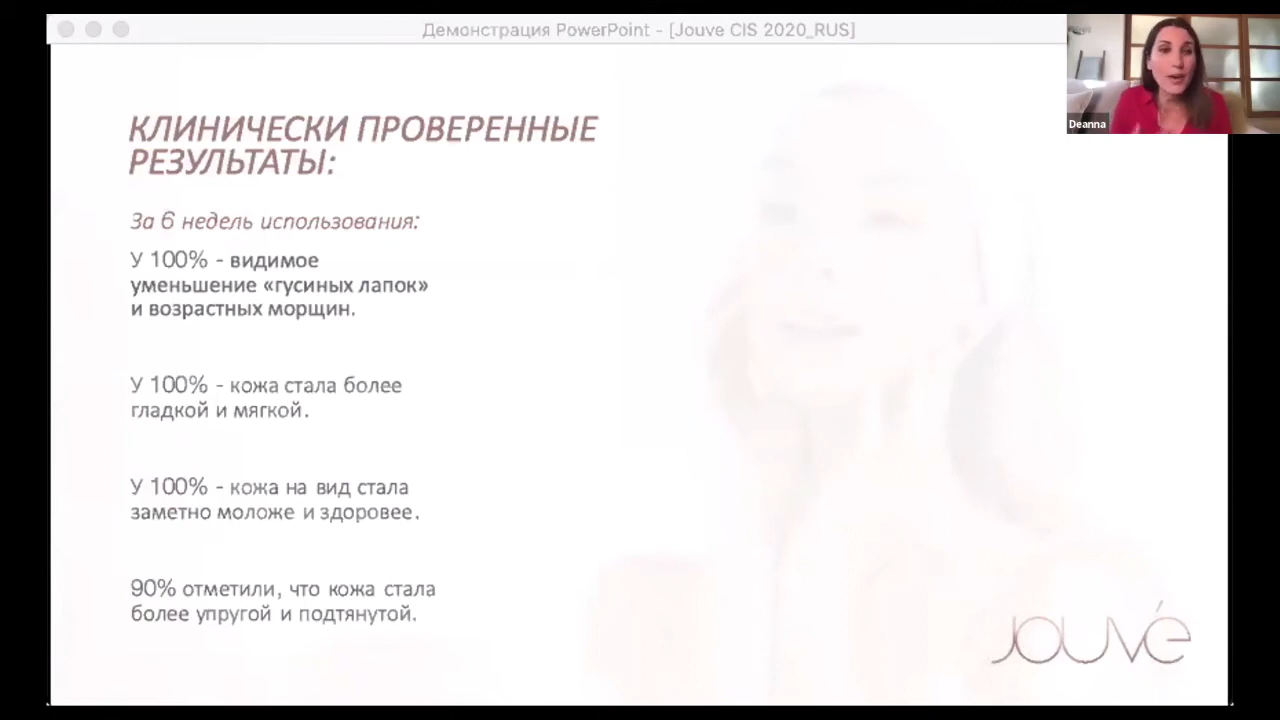 Демонстрация PowerPoint - [Jouve CIS 2020_RUS]
Deanna
КЛИНИЧЕСКИ ПРОВЕРЕННЫЕ
РЕЗУЛЬТАТЫ:
За 6 недель использования:
У 100% - видимое
уменьшение «гусиных лапок»
и возрастных морщин.
У 100% - кожа стала более
гладкой и мягкой.
У 100% - кожа на вид стала
заметно моложе и здоровее.
90% отметили, что кожа стала
более упругой и подтянутой.
JOUVÉ